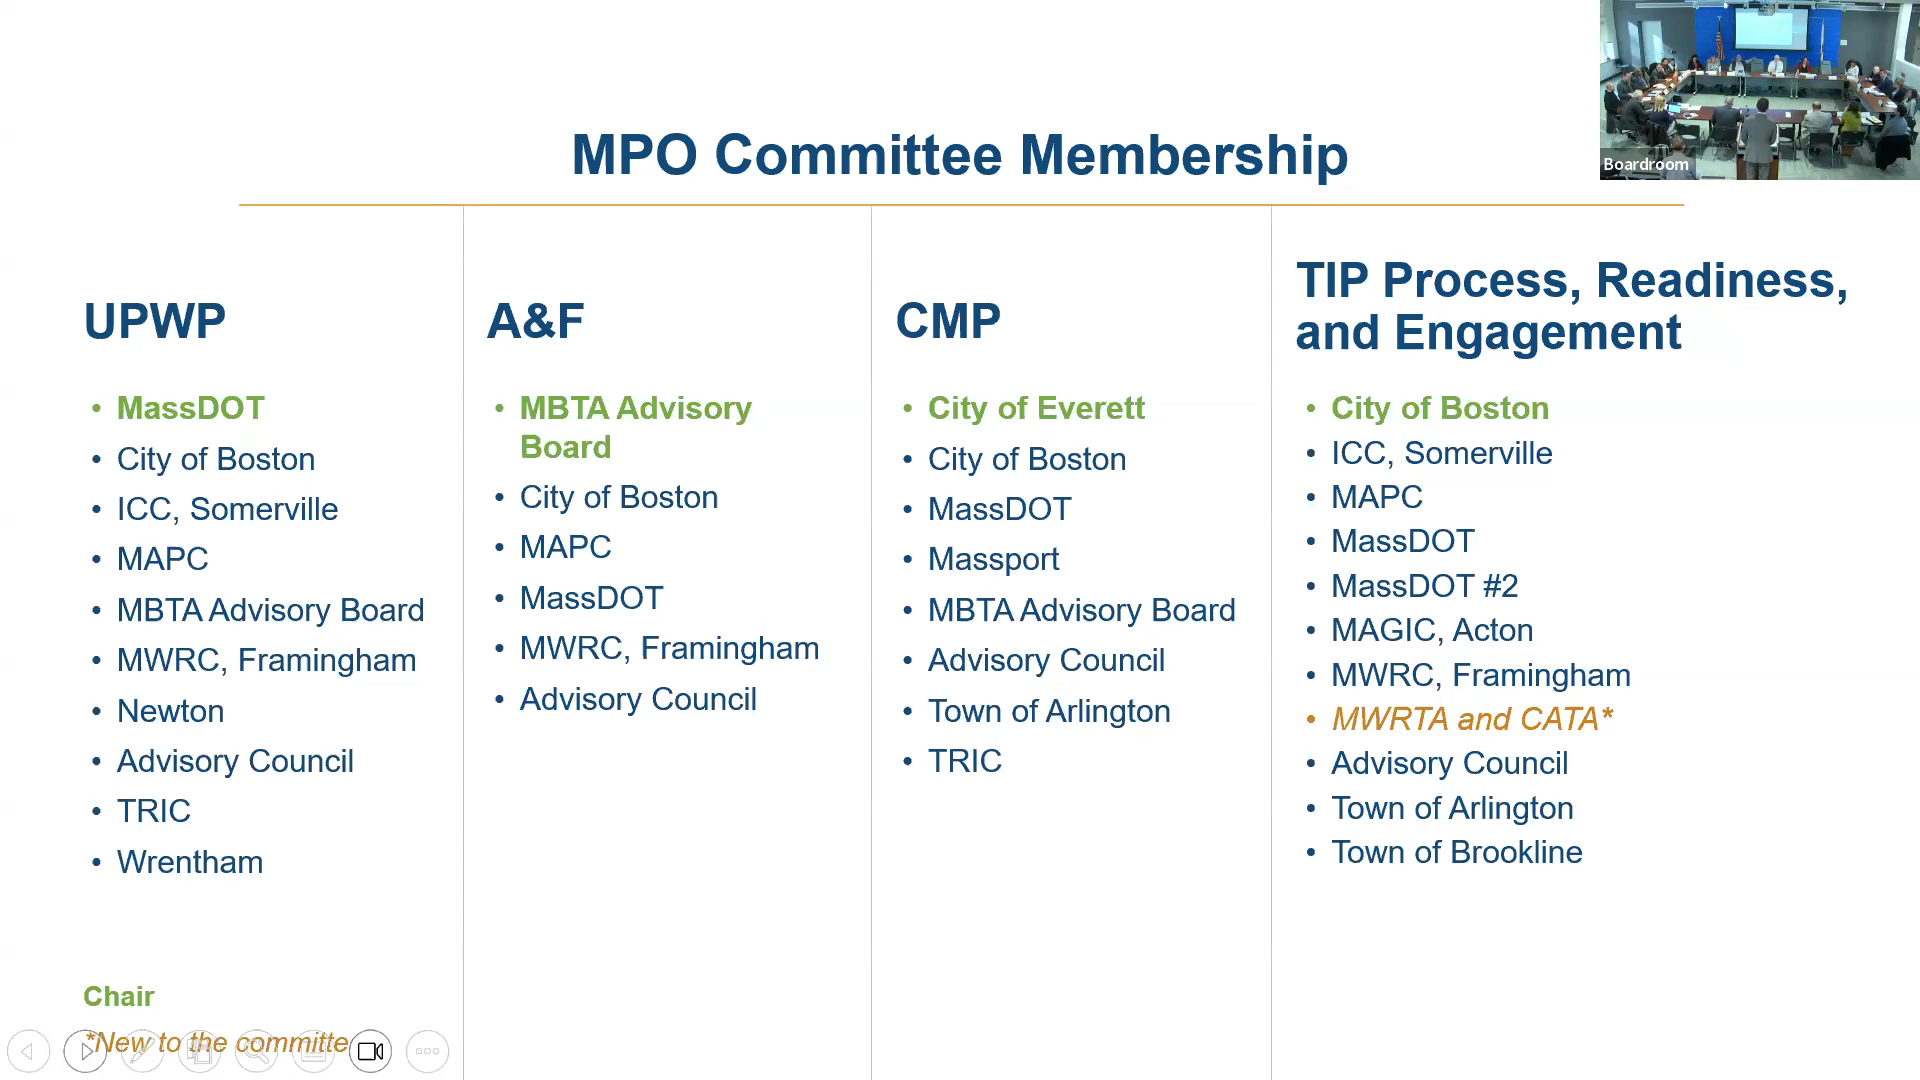 Boardroom
MPO Committee Membership
UPWP
• MassDOT
• City of Boston
• ICC, Somerville
• MAPC
• MBTA Advisory Board
• MWRC, Framingham
• Newton
• Advisory Council
• TRIC
• Wrentham
A&F
• MBTA Advisory
Board
• City of Boston
• MAPC
• MassDOT
• MWRC, Framingham
• Advisory Council
CMP
• City of Everett
• City of Boston
• MassDOT
• Massport
• MBTA Advisory Board
• Advisory Council
• Town of Arlington
• TRIC
TIP Process, Readiness,
and Engagement
• City of Boston
• ICC, Somerville
• MAPC
• MassDOT
• MassDOT #2
• MAGIC, Acton
• MWRC, Framingham
• MWRTA and CATA*
• Advisory Council
• Town of Arlington
• Town of Brookline
Chair
*New to the committe